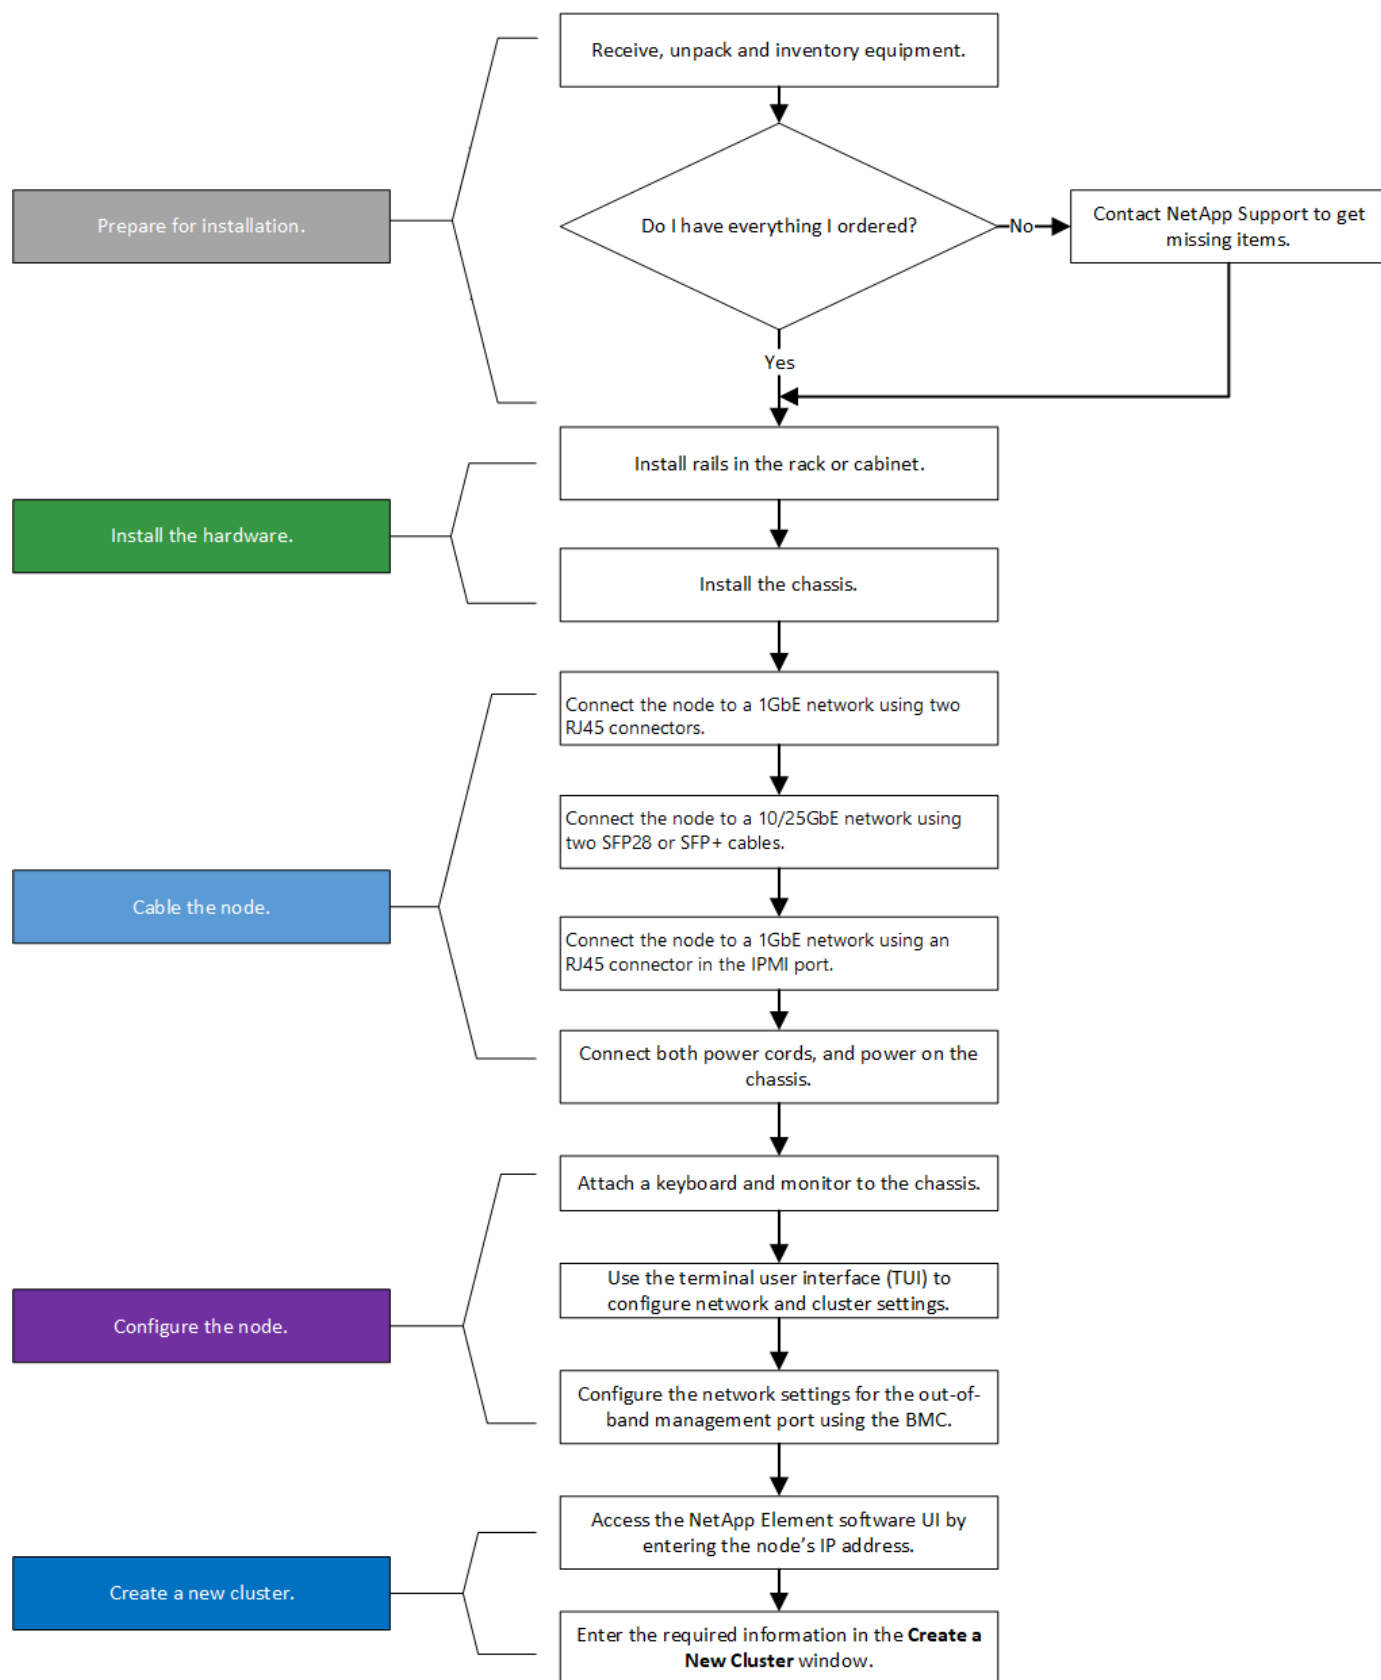 Receive, unpack and inventory equipment.
Prepare for installation.
Do I have everything I ordered?
No
Contact NetApp Support to get
missing items.
Yes
Install rails in the rack or cabinet.
Install the hardware.
Install the chassis.
Connect the node to a 1GbE network using two
RJ45 connectors.
Connect the node to a 10/25GbE network using
two SFP28 or SFP+ cables.
Cable the node.
Connect the node to a 1GbE network using an
RJ45 connector in the IPMI port.
Connect both power cords, and power on the
chassis.
Attach a keyboard and monitor to the chassis.
Use the terminal user interface (TUI) to
configure network and cluster settings.
Configure the node.
Configure the network settings for the out-of-
band management port using the BMC.
Access the NetApp Element software UI by
entering the node’s IP address.
Create a new cluster.
Enter the required information in the Create a
New Cluster window.